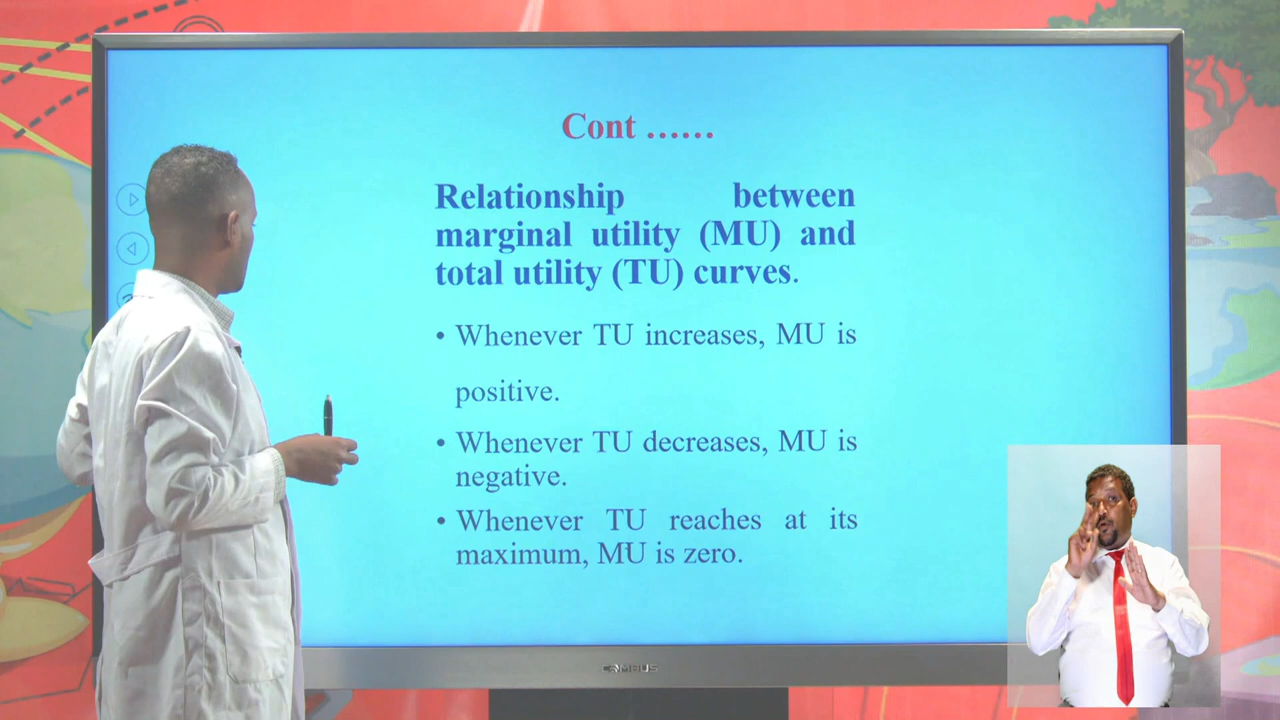 Cont ......
Relationship between
marginal utility (MU) and
total utility (TU) curves.
• Whenever TU increases, MU is
positive.
• Whenever TU decreases, MU is
negative.
• Whenever TU reaches at its
maximum, MU is zero.
CAMBUS